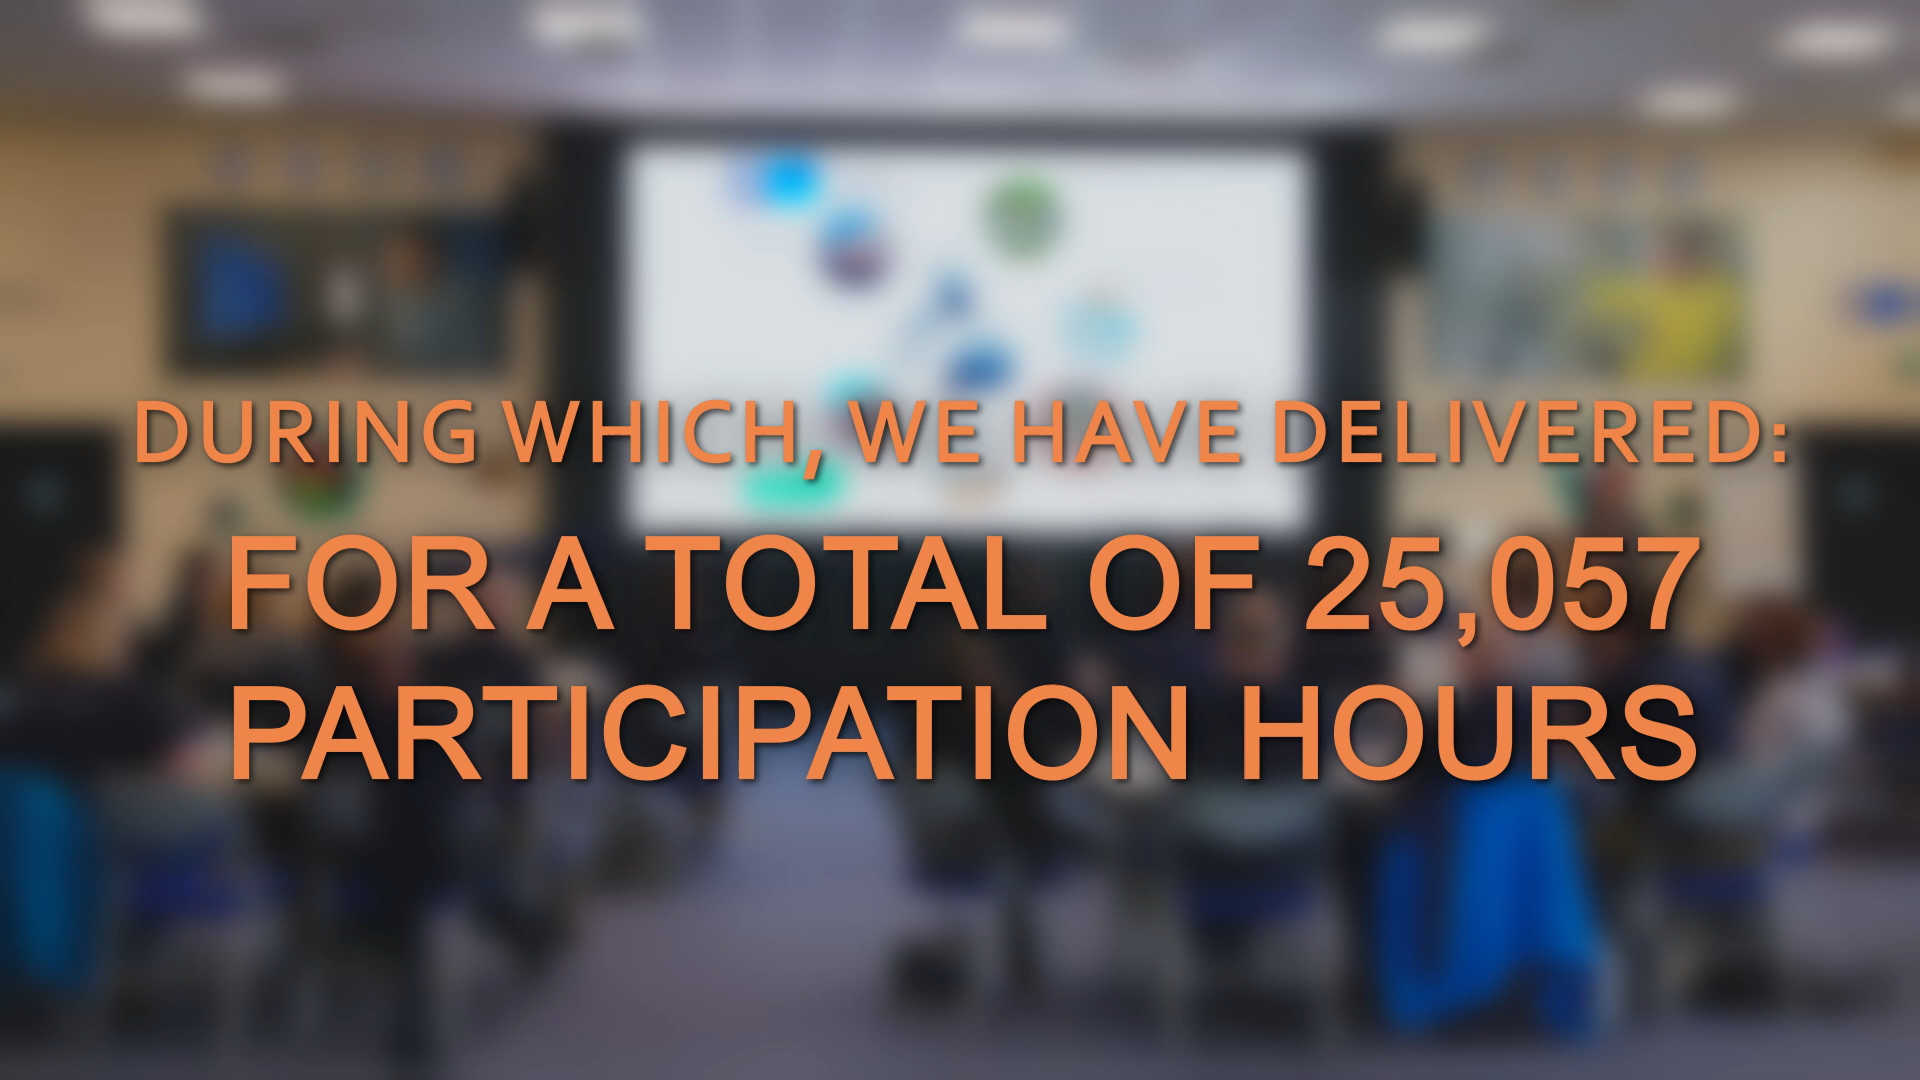 DURING WHICH, WE HAVE DELIVERED:
FOR A TOTAL OF 25,057
PARTICIPATION HOURS